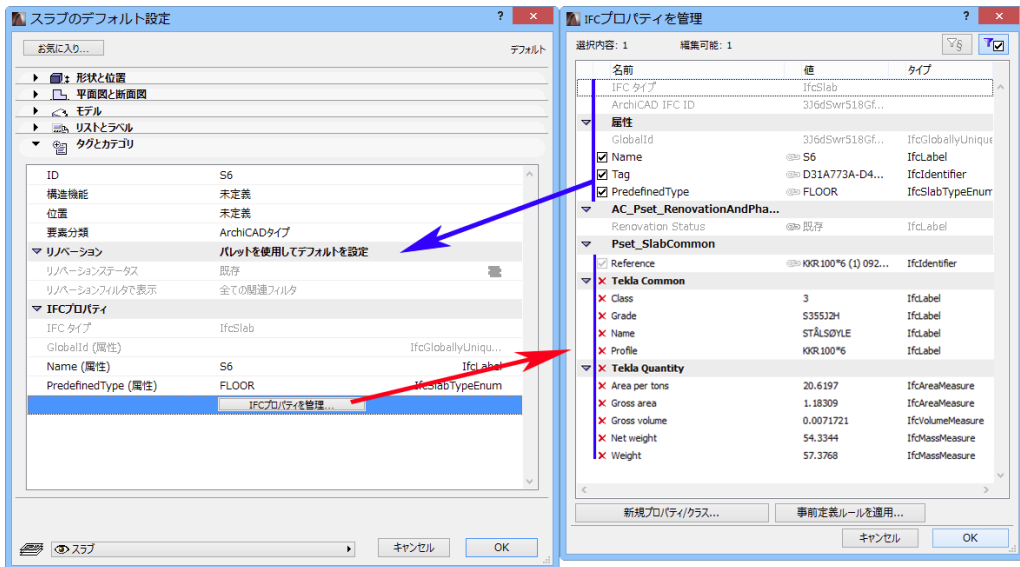 スラブのデフォルト設定
?
×
お気に入り...
デフォルト
形状と位置
平面図と断面図
モデル
リストとラベル
タグとカテゴリ
ID S6
構造機能 未定義
位置 未定義
要素分類 ArchiCADタイプ
リノベーション パレットを使用してデフォルトを設定
リノベーションステータス 既存
リノベーションフィルタで表示 全ての関連フィルタ
IFCプロパティ
IFC タイプ IfcSlab
GlobalId (属性) IfcGloballyUniqu...
Name (属性) S6 IfcLabel
PredefinedType (属性) FLOOR IfcSlabTypeEnum
IFCプロパティを管理...
スラブ
キャンセル
OK
IFCプロパティを管理
?
×
選択内容: 1 編集可能: 1
名前 値 タイプ
IFC タイプ IfcSlab
ArchiCAD IFC ID 3J6dSwr518Gf...
属性
GlobalId 3J6dSwr518Gf... IfcGloballyUnique
Name S6 IfcLabel
Tag D31A773A-D4... IfcIdentifier
PredefinedType FLOOR IfcSlabTypeEnum
AC_Pset_RenovationAndPha...
Renovation Status 既存 IfcLabel
Pset_SlabCommon
Reference KKR100*6 (1) 092... IfcIdentifier
Tekla Common
Class 3 IfcLabel
Grade S355J2H IfcLabel
Name STÅLSØYLE IfcLabel
Profile KKR100*6 IfcLabel
Tekla Quantity
Area per tons 20.6197 IfcAreaMeasure
Gross area 1.18309 IfcAreaMeasure
Gross volume 0.0071721 IfcVolumeMeasure
Net weight 54.3344 IfcMassMeasure
Weight 57.3768 IfcMassMeasure
新規プロパティ/クラス...
事前定義ルールを適用...
キャンセル
OK